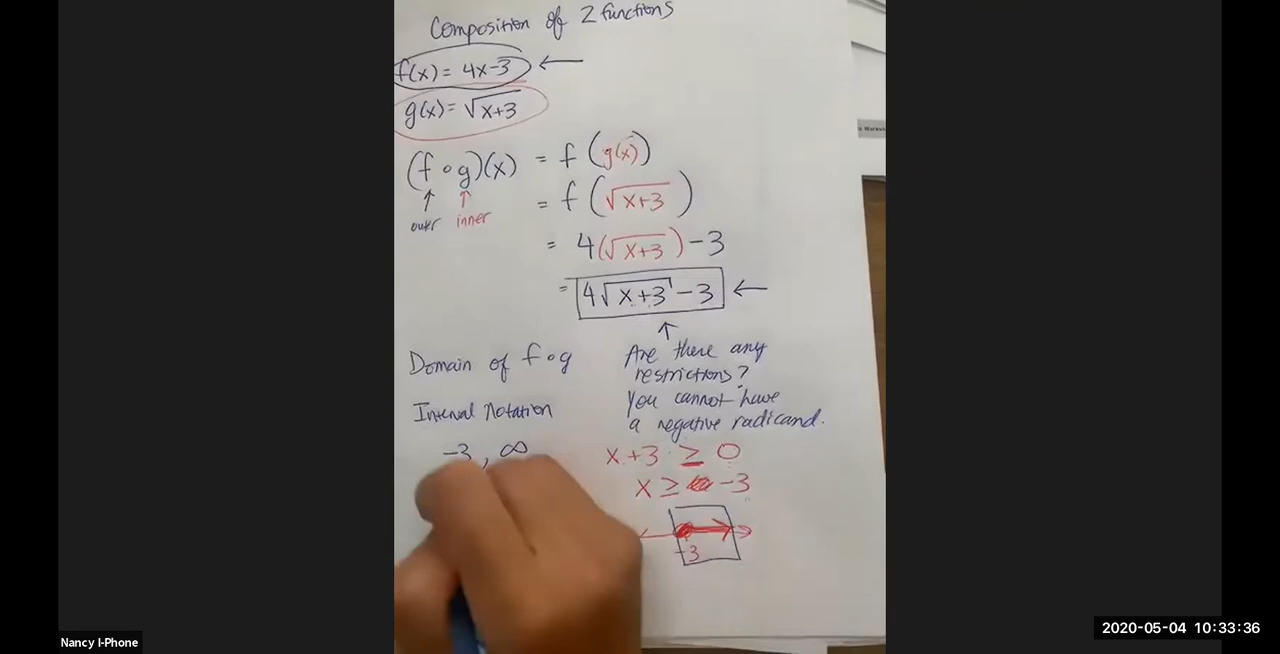 Composition of 2 functions
f(x) = 4x-3 ←
g(x) = √x+3
(f∘g)(x) = f(g(x))
↑ ↑
outer inner
= f(√x+3)
= 4(√x+3) -3
= 4√x+3 -3 ←
↑
Domain of f∘g
Interval Notation
-3, ∞
Are there any
restrictions?
You cannot have
a negative radicand.
x+3 ≥ 0
x ≥ -3
-3
Nancy I-Phone
2020-05-04 10:33:36